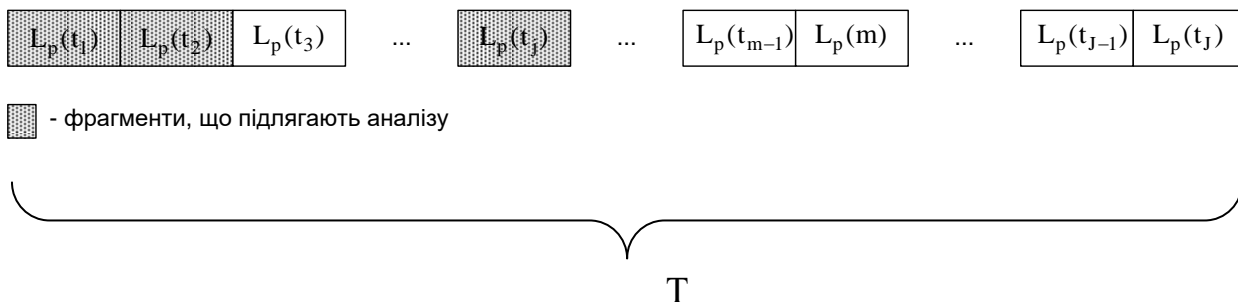 L_p(t_1) L_p(t_2) L_p(t_3) ... L_p(t_j) ... L_p(t_{m-1}) L_p(m) ... L_p(t_{J-1}) L_p(t_J)
- фрагменти, що підлягають аналізу
T